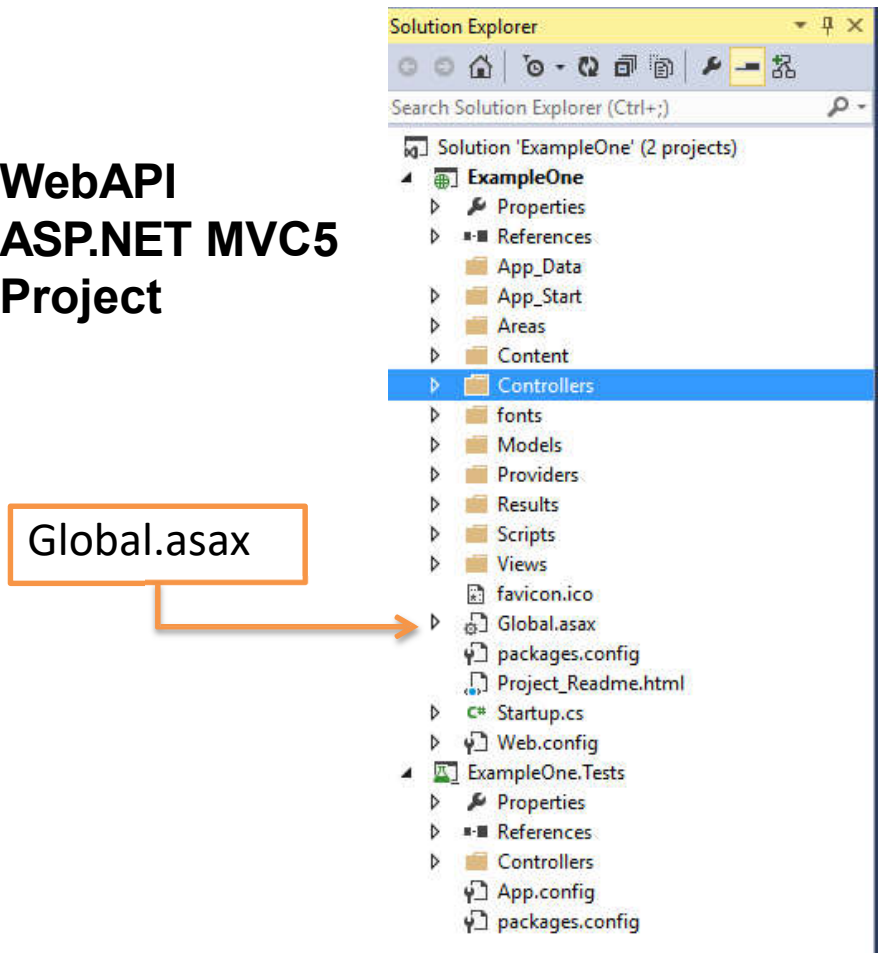 WebAPI
ASP.NET MVC5
Project
Global.asax
Solution Explorer
Search Solution Explorer (Ctrl+;)
Solution 'ExampleOne' (2 projects)
ExampleOne
Properties
References
App_Data
App_Start
Areas
Content
Controllers
fonts
Models
Providers
Results
Scripts
Views
favicon.ico
Global.asax
packages.config
Project_Readme.html
C# Startup.cs
Web.config
ExampleOne.Tests
Properties
References
Controllers
App.config
packages.config